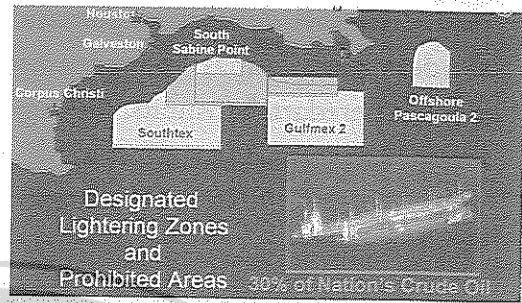 Houston
Galveston
South
Sabine Point
Corpus Christi
Offshore
Pascagoula 2
Southtex
Gulfmex 2
Designated
Lightering Zones
and
Prohibited Areas
30% of Nation's Crude Oil